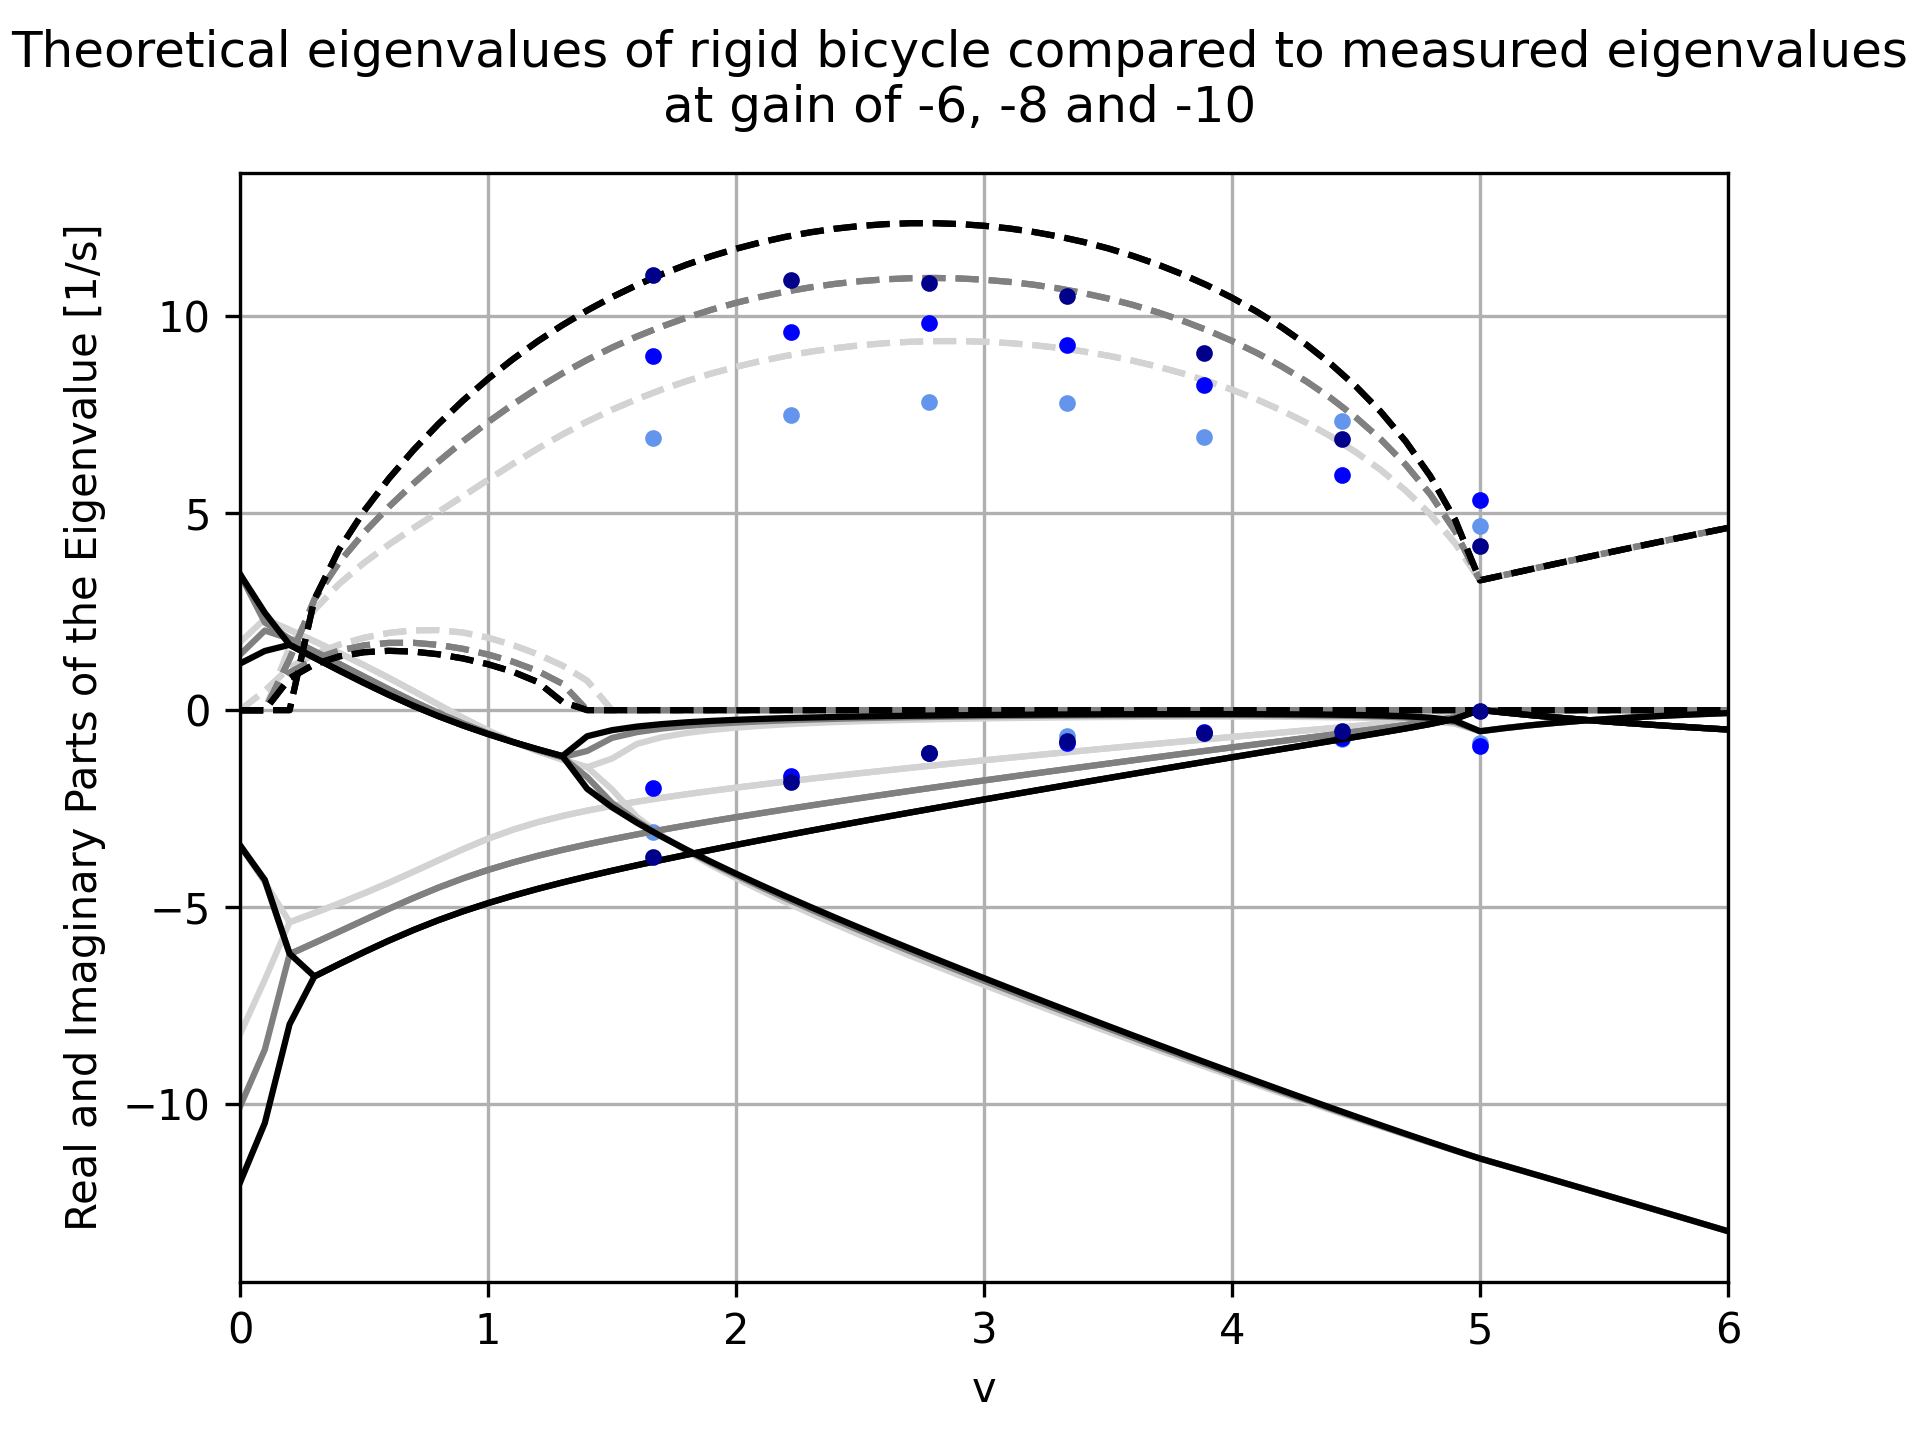 Theoretical eigenvalues of rigid bicycle compared to measured eigenvalues
at gain of -6, -8 and -10
Real and Imaginary Parts of the Eigenvalue [1/s]
10
5
0
−5
−10
0 1 2 3 4 5 6
v